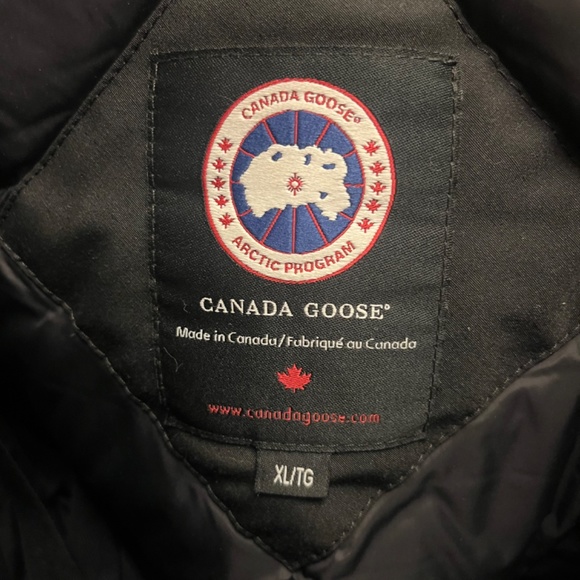 CANADA GOOSE®
ARCTIC PROGRAM
CANADA GOOSE®
Made in Canada/Fabriqué au Canada
www.canadagoose.com
XL/TG